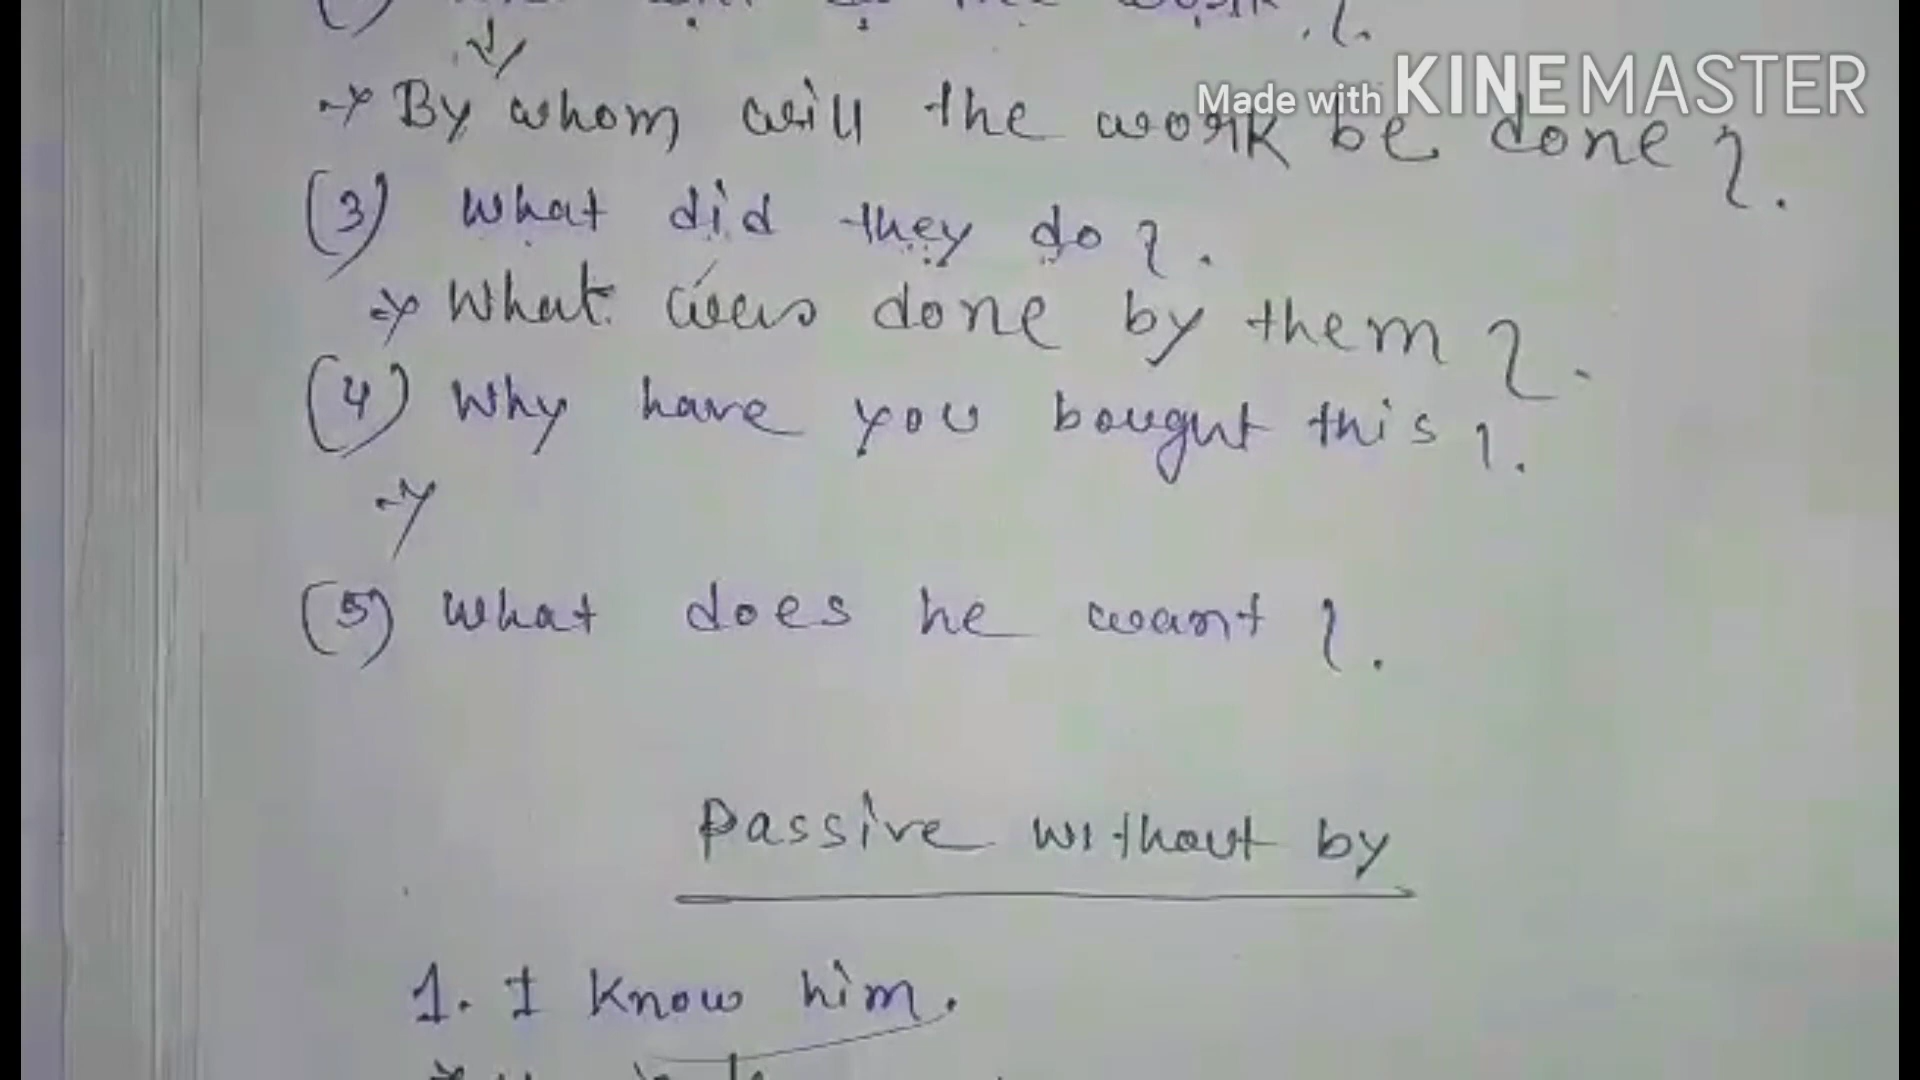 Made with KINEMASTER
By whom will the work be done ?
(3) What did they do ?
What was done by them ?
(4) Why have you bought this ?
(5) What does he want ?
Passive without by
1. I know him.